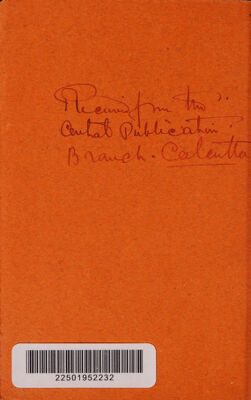 Received from the
Central Publication
Branch. Calcutta
22501952232